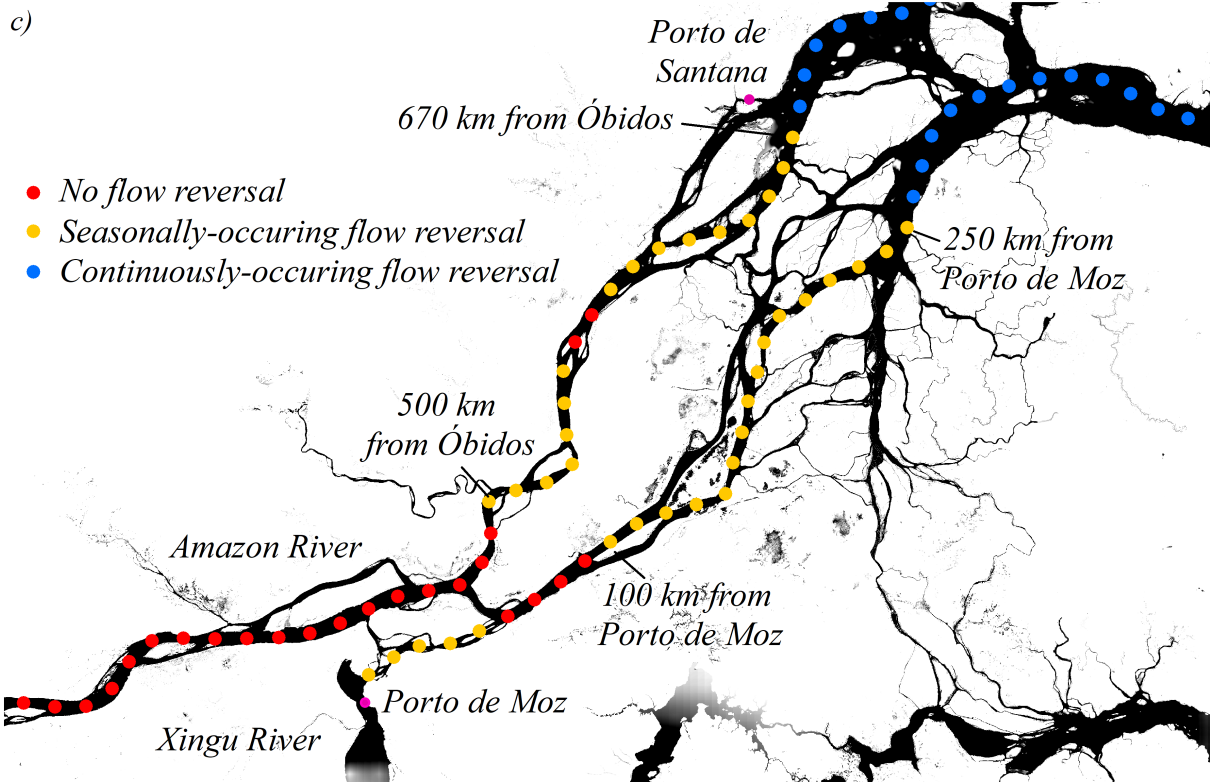 c)
Porto de
Santana
670 km from Óbidos
No flow reversal
Seasonally-occuring flow reversal
Continuously-occuring flow reversal
250 km from
Porto de Moz
500 km
from Óbidos
Amazon River
100 km from
Porto de Moz
Porto de Moz
Xingu River